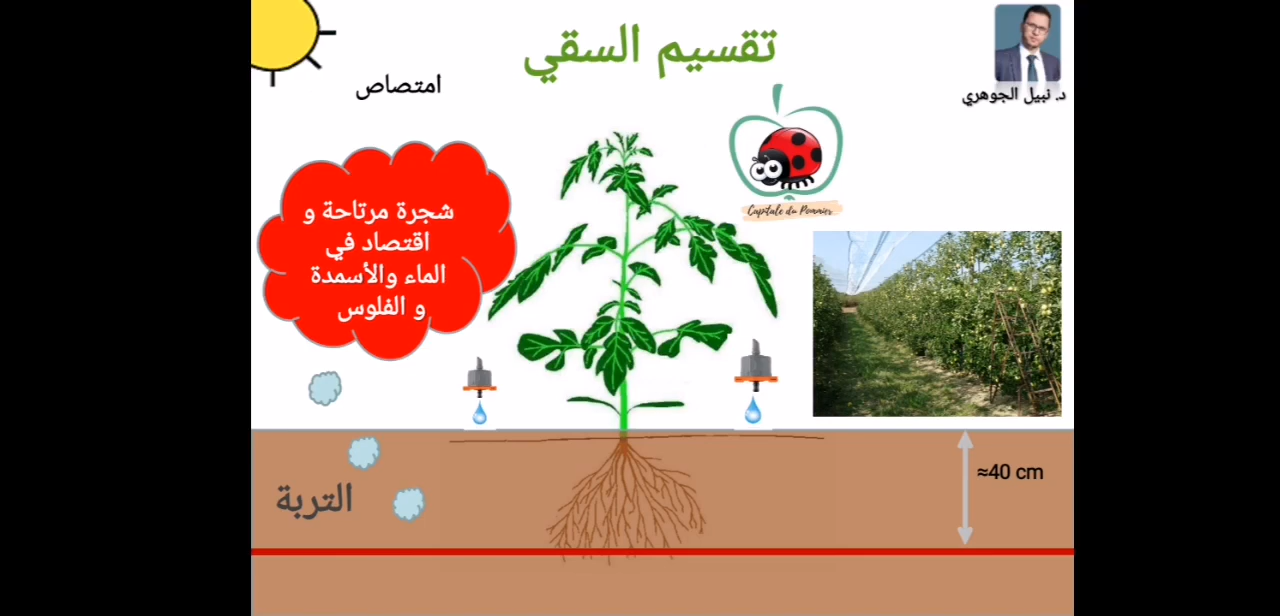 تقسيم السقي
د. نبيل الجوهري
امتصاص
Capitale du Pommier
شجرة مرتاحة و
اقتصاد في
الماء والأسمدة
و الفلوس
≈40 cm
التربة